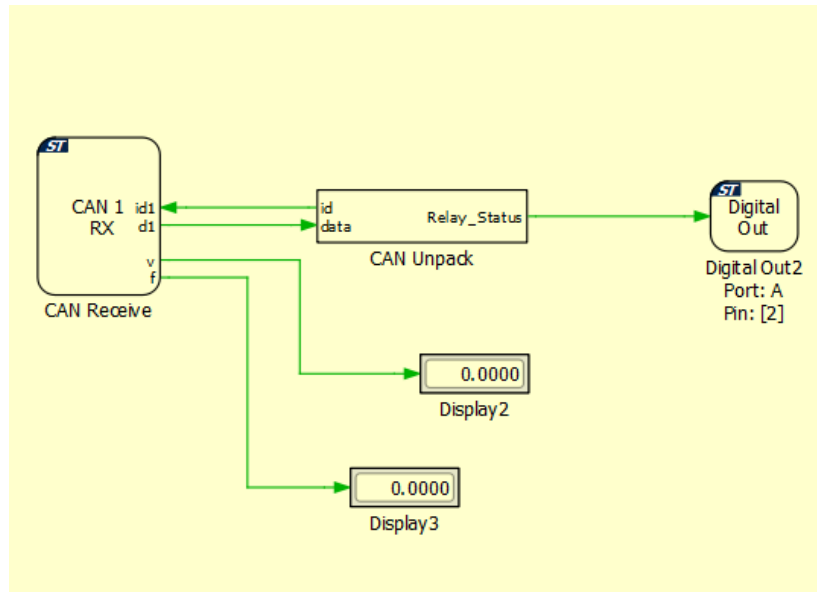 ST
CAN 1 id1
RX d1
v
f
CAN Receive
id
data
Relay_Status
CAN Unpack
ST
Digital
Out
Digital Out2
Port: A
Pin: [2]
0.0000
Display2
0.0000
Display3